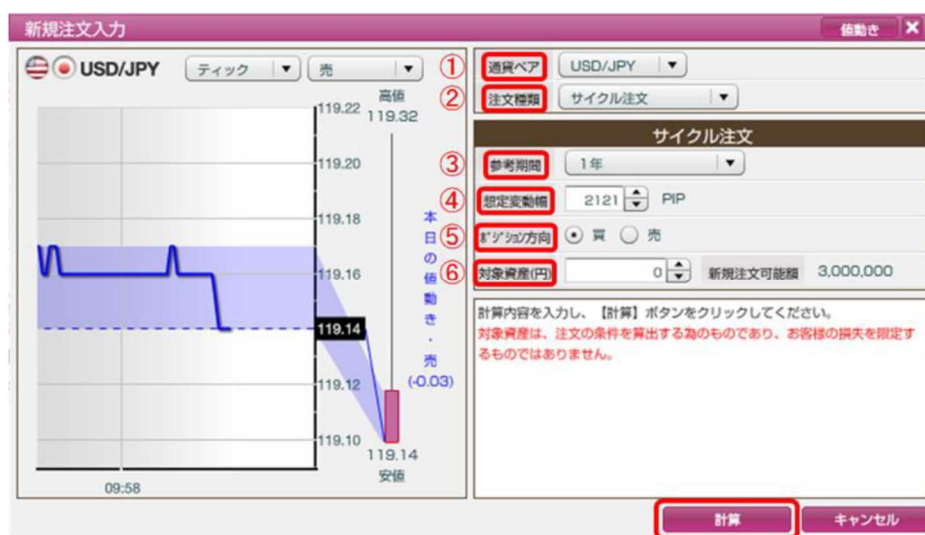 新規注文入力 値動き ×
USD/JPY ティック ▼ 売 ▼
高値
119.32
119.22
119.20
119.18
119.16
119.14
119.12
119.10
本日の値動き・売
(-0.03)
119.14
安値
09:58
① 通貨ペア USD/JPY ▼
② 注文種類 サイクル注文 ▼
サイクル注文
③ 参考期間 1年 ▼
④ 想定変動幅 2121 PIP
⑤ ポジション方向 買 売
⑥ 対象資産(円) 0 新規注文可能額 3,000,000
計算内容を入力し、【計算】ボタンをクリックしてください。
対象資産は、注文の条件を算出する為のものであり、お客様の損失を限定す
るものではありません。
計算 キャンセル